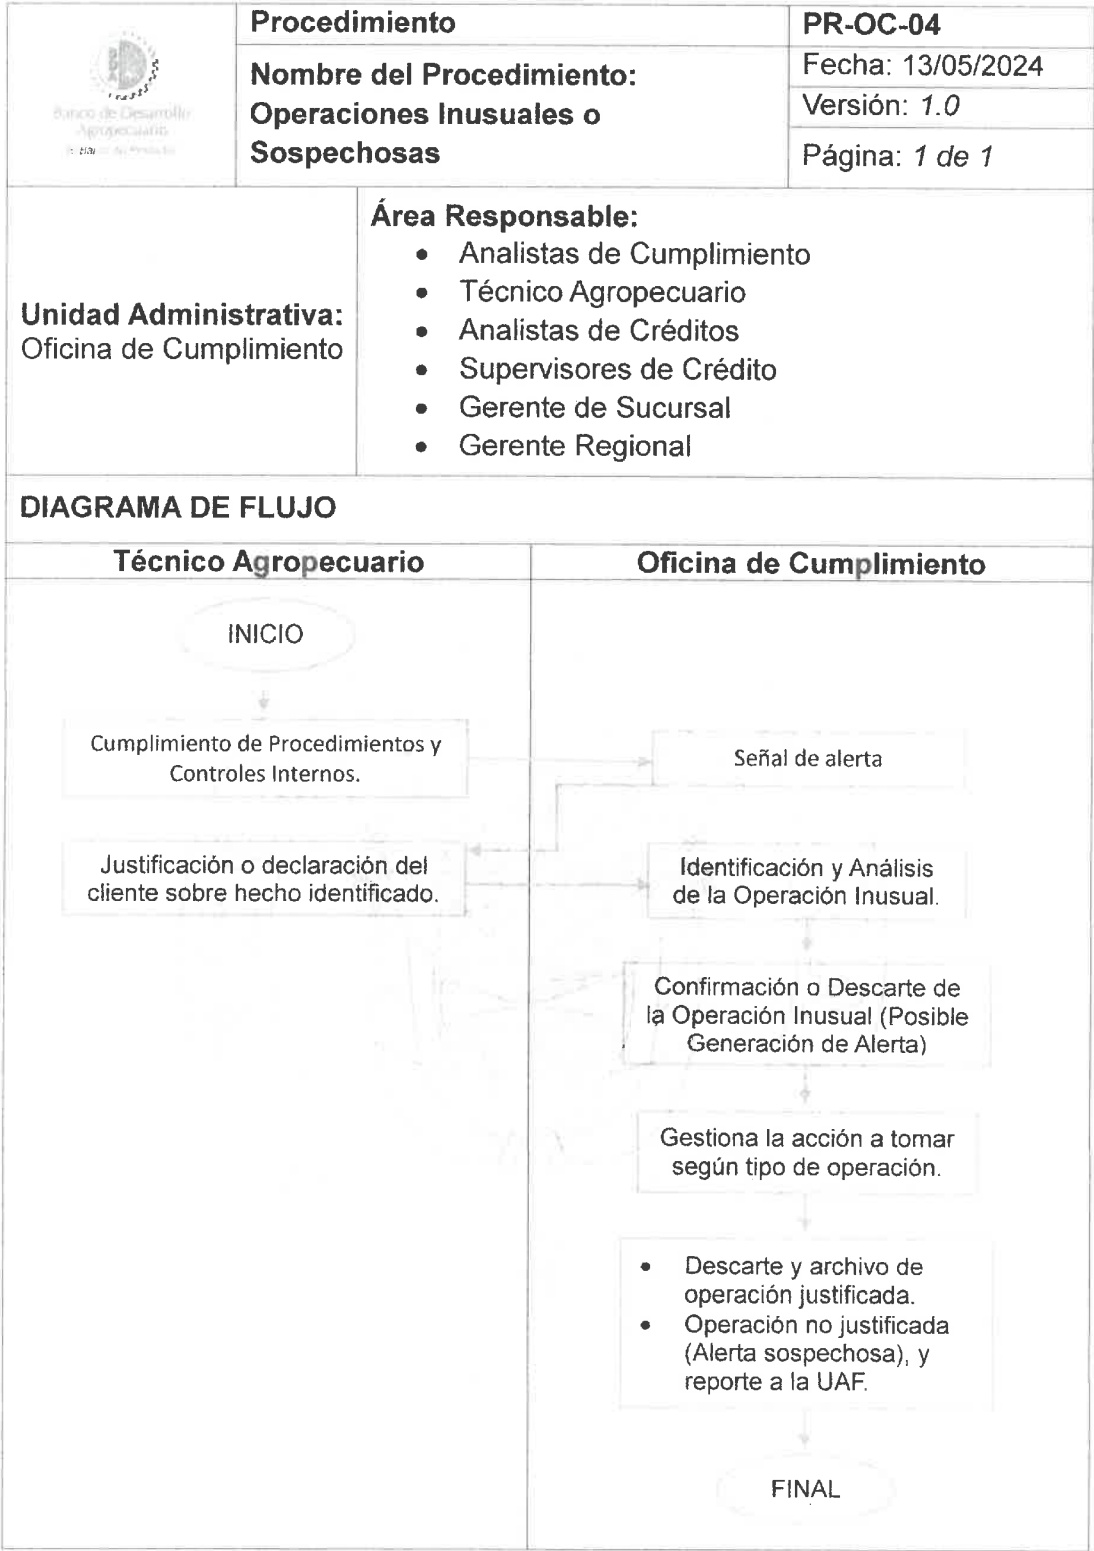 Procedimiento
PR-OC-04
Nombre del Procedimiento:
Operaciones Inusuales o
Sospechosas
Fecha: 13/05/2024
Versión: 1.0
Página: 1 de 1
Banco de Desarrollo
Agropecuario
Unidad Administrativa:
Oficina de Cumplimiento
Área Responsable:
• Analistas de Cumplimiento
• Técnico Agropecuario
• Analistas de Créditos
• Supervisores de Crédito
• Gerente de Sucursal
• Gerente Regional
DIAGRAMA DE FLUJO
Técnico Agropecuario
Oficina de Cumplimiento
INICIO
Cumplimiento de Procedimientos y
Controles Internos.
Señal de alerta
Justificación o declaración del
cliente sobre hecho identificado.
Identificación y Análisis
de la Operación Inusual.
Confirmación o Descarte de
la Operación Inusual (Posible
Generación de Alerta)
Gestiona la acción a tomar
según tipo de operación.
• Descarte y archivo de
operación justificada.
• Operación no justificada
(Alerta sospechosa), y
reporte a la UAF.
FINAL